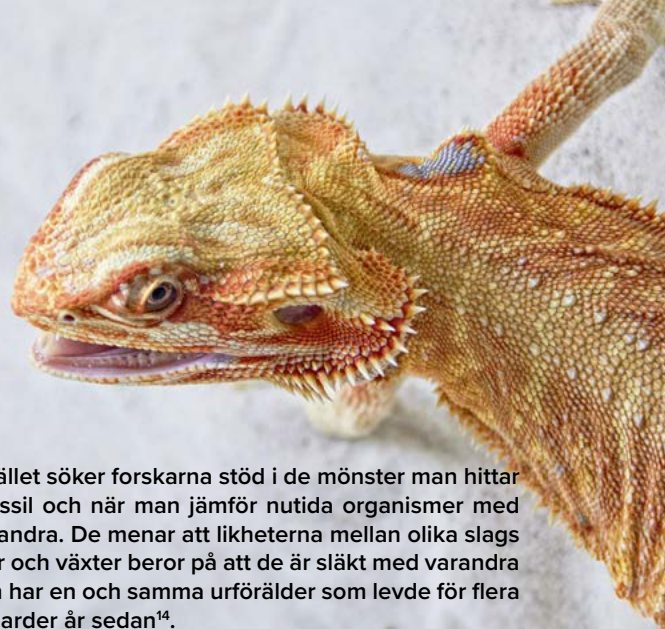 ället söker forskarna stöd i de mönster man hittar
ssil och när man jämför nutida organismer med
andra. De menar att likheterna mellan olika slags
r och växter beror på att de är släkt med varandra
har en och samma urförälder som levde för flera
arder år sedan¹⁴.